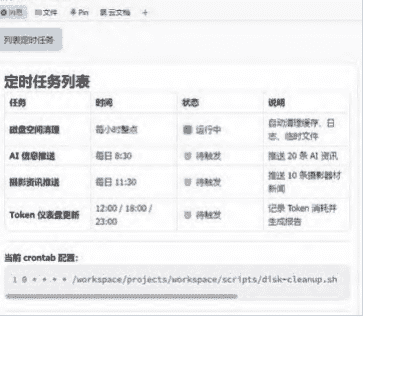 消息 文件 Pin 云文档 +
列表定时任务
定时任务列表
任务 时间 状态 说明
磁盘空间清理 每小时整点 运行中 自动清理缓存、日
志、临时文件
AI 信息推送 每日 8:30 待触发 推送 20 条 AI 资讯
摄影资讯推送 每日 11:30 待触发 推送 10 条摄影器材
新闻
Token 仪表盘更新 12:00 / 18:00 /
23:00 待触发 记录 Token 消耗并
生成报告
当前 crontab 配置:
1 0 * * * * /workspace/projects/workspace/scripts/disk-cleanup.sh